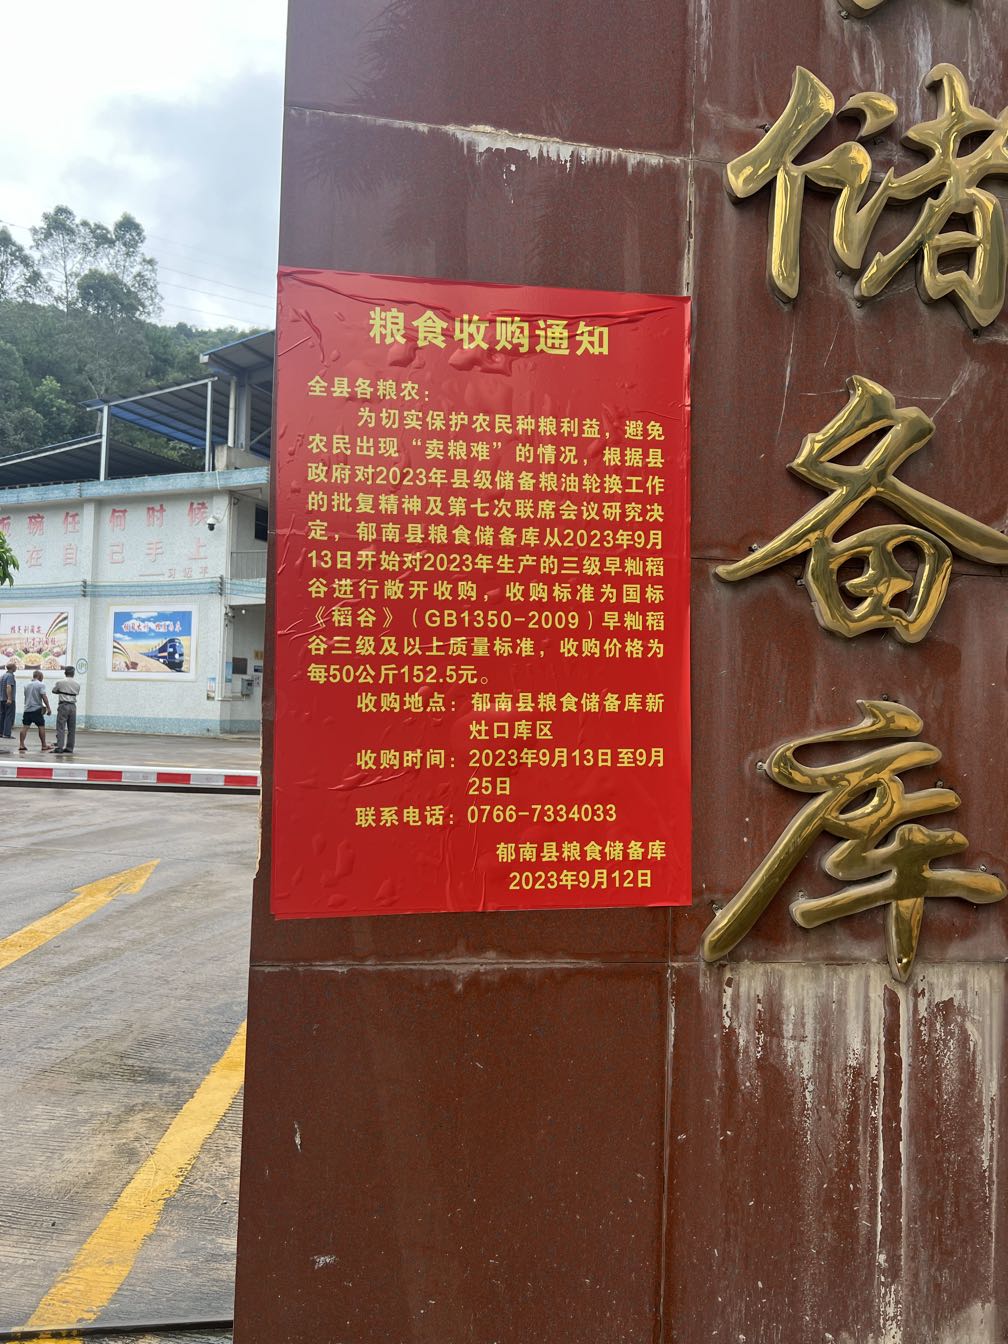 储
备
库
粮食收购通知
全县各粮农：
为切实保护农民种粮利益，避免
农民出现“卖粮难”的情况，根据县
政府对2023年县级储备粮油轮换工作
的批复精神及第七次联席会议研究决
定，郁南县粮食储备库从2023年9月
13日开始对2023年生产的三级早籼稻
谷进行敞开收购，收购标准为国标
《稻谷》（GB1350-2009）早籼稻
谷三级及以上质量标准，收购价格为
每50公斤152.5元。
收购地点：郁南县粮食储备库新
灶口库区
收购时间：2023年9月13日至9月
25日
联系电话：0766-7334033
郁南县粮食储备库
2023年9月12日
饭碗任何时候
在自己手上
——习近平